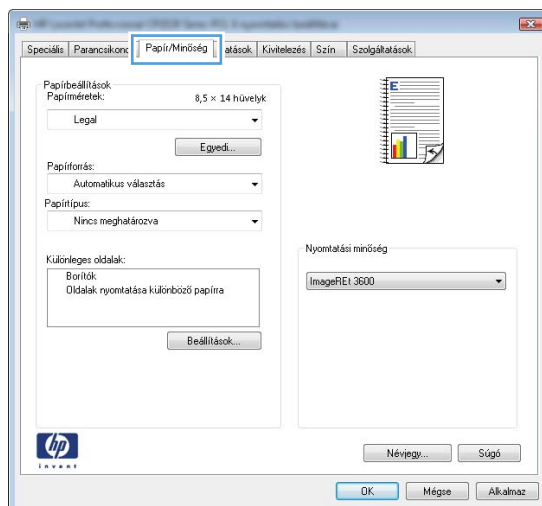 Speciális Parancsikono Papír/Minőség atások Kivitelezés Szín Szolgáltatások
Papírbeállítások
Papírméretek: 8,5 × 14 hüvelyk
Legal
Egyedi...
Papírforrás:
Automatikus választás
Papírtípus:
Nincs meghatározva
Különleges oldalak:
Borítók
Oldalak nyomtatása különböző papírra
Beállítások...
E
Nyomtatási minőség
ImageREt 3600
hp
invent
Névjegy... Súgó
OK Mégse Alkalmaz